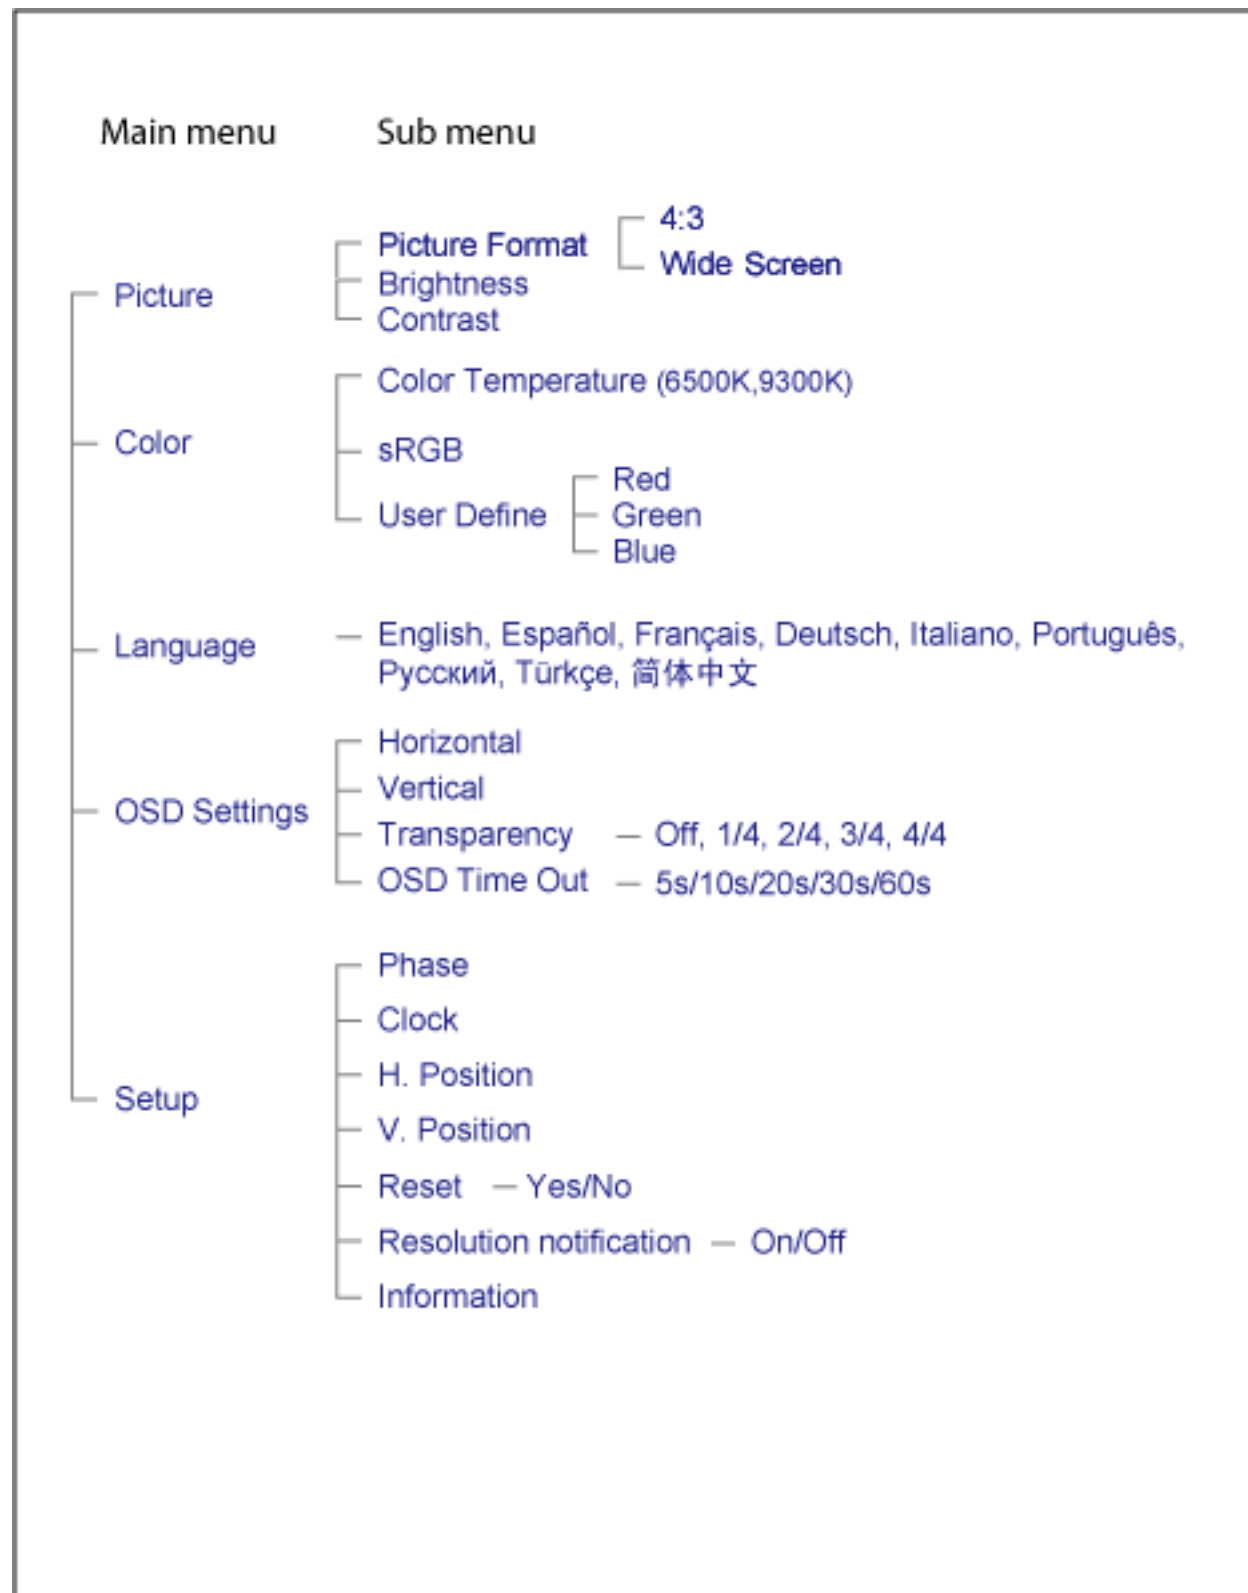 Main menu Sub menu
4:3
Picture Format
Wide Screen
Brightness
Picture
Contrast
Color Temperature (6500K,9300K)
Color
sRGB
Red
User Define
Green
Blue
Language
English, Español, Français, Deutsch, Italiano, Português,
Русский, Türkçe, 简体中文
Horizontal
Vertical
OSD Settings
Transparency Off, 1/4, 2/4, 3/4, 4/4
OSD Time Out 5s/10s/20s/30s/60s
Phase
Clock
H. Position
Setup
V. Position
Reset Yes/No
Resolution notification On/Off
Information